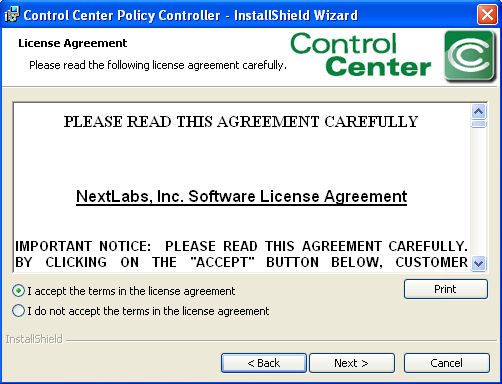 Control Center Policy Controller - InstallShield Wizard
License Agreement
Please read the following license agreement carefully.
Control
Center
PLEASE READ THIS AGREEMENT CAREFULLY
NextLabs, Inc. Software License Agreement
IMPORTANT NOTICE: PLEASE READ THIS AGREEMENT CAREFULLY.
BY CLICKING ON THE "ACCEPT" BUTTON BELOW, CUSTOMER
I accept the terms in the license agreement
Print
I do not accept the terms in the license agreement
InstallShield
< Back
Next >
Cancel